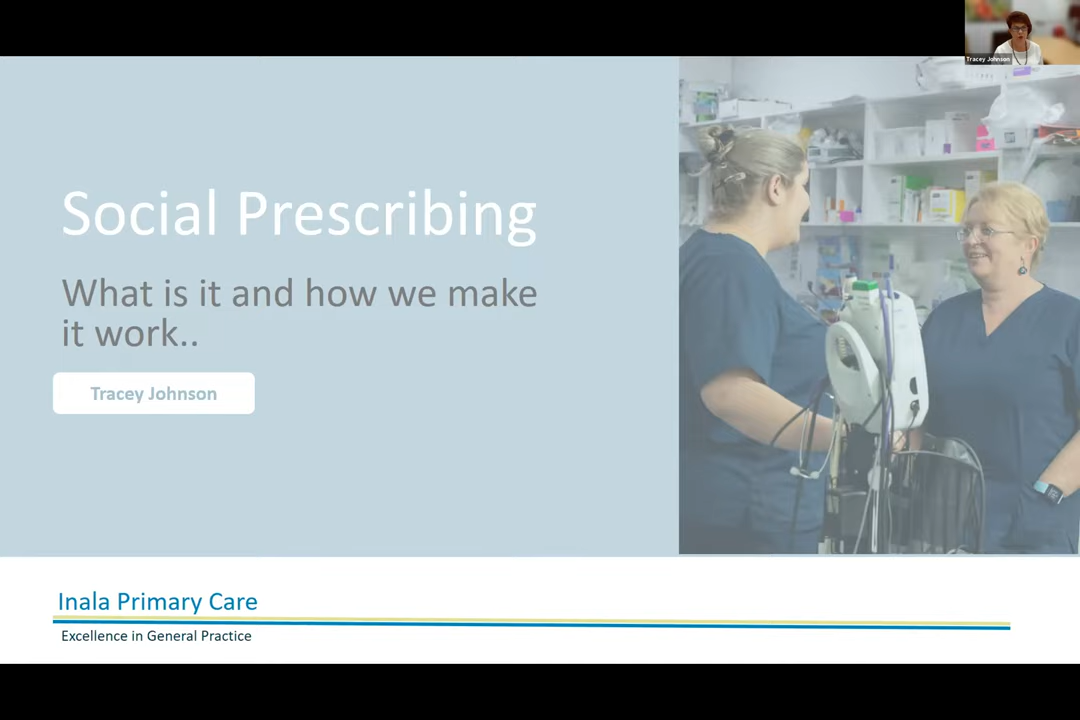 Tracey Johnson
Social Prescribing
What is it and how we make
it work..
Tracey Johnson
Inala Primary Care
Excellence in General Practice